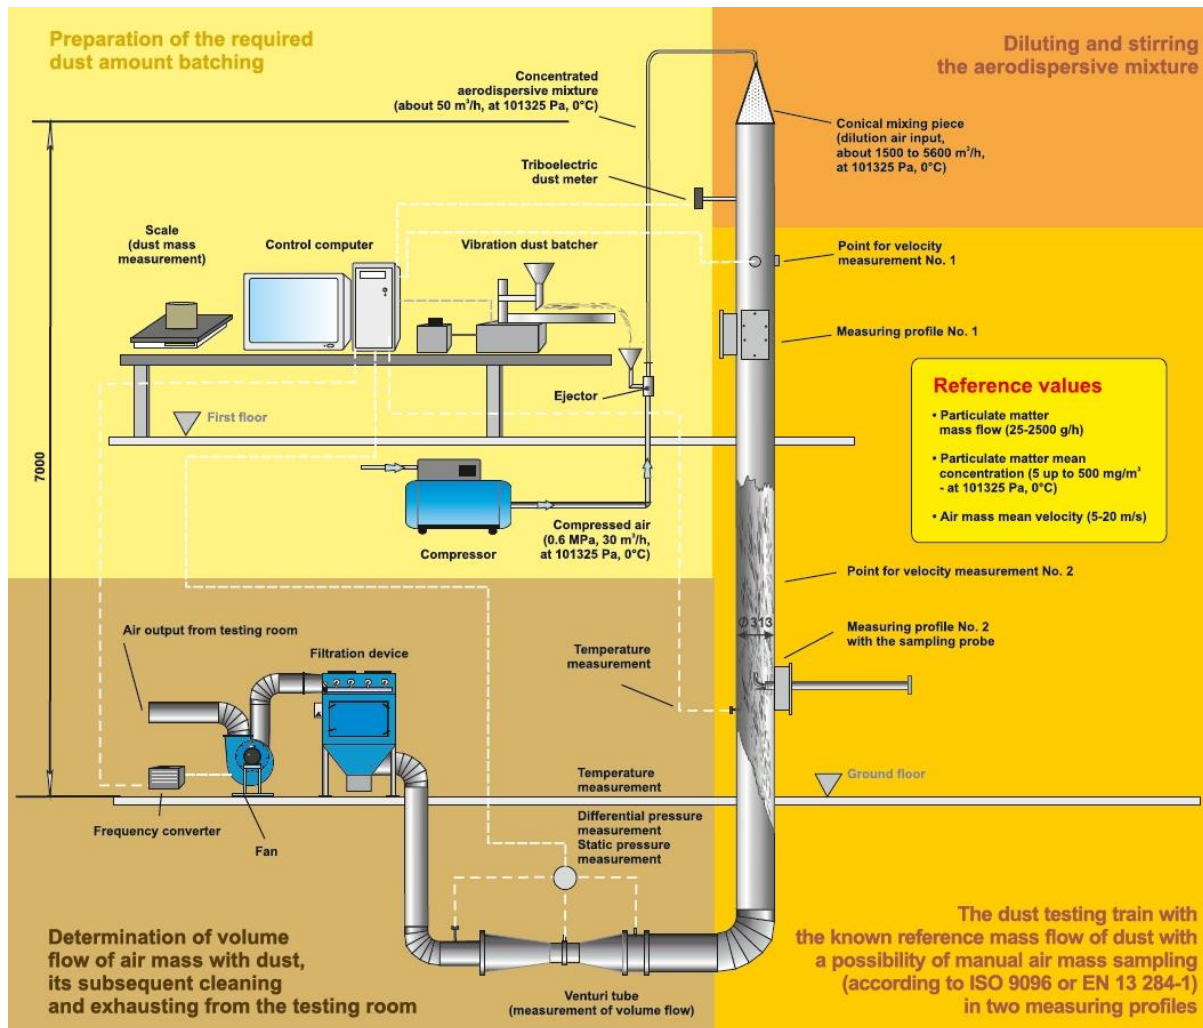 Preparation of the required
dust amount batching
Diluting and stirring
the aerodispersive mixture
Concentrated
aerodispersive mixture
(about 50 m³/h, at 101325 Pa, 0°C)
Conical mixing piece
(dilution air input,
about 1500 to 5600 m³/h,
at 101325 Pa, 0°C)
Triboelectric
dust meter
Scale
(dust mass
measurement)
Control computer
Vibration dust batcher
Point for velocity
measurement No. 1
Measuring profile No. 1
Ejector
First floor
7000
Reference values
• Particulate matter
mass flow (25-2500 g/h)
• Particulate matter mean
concentration (5 up to 500 mg/m³
- at 101325 Pa, 0°C)
• Air mass mean velocity (5-20 m/s)
Compressor
Compressed air
(0.6 MPa, 30 m³/h,
at 101325 Pa, 0°C)
Point for velocity measurement No. 2
Ø313
Measuring profile No. 2
with the sampling probe
Air output from testing room
Filtration device
Temperature
measurement
Ground floor
Frequency converter
Fan
Temperature
measurement
Differential pressure
measurement
Static pressure
measurement
Venturi tube
(measurement of volume flow)
Determination of volume
flow of air mass with dust,
its subsequent cleaning
and exhausting from the testing room
The dust testing train with
the known reference mass flow of dust with
a possibility of manual air mass sampling
(according to ISO 9096 or EN 13 284-1)
in two measuring profiles